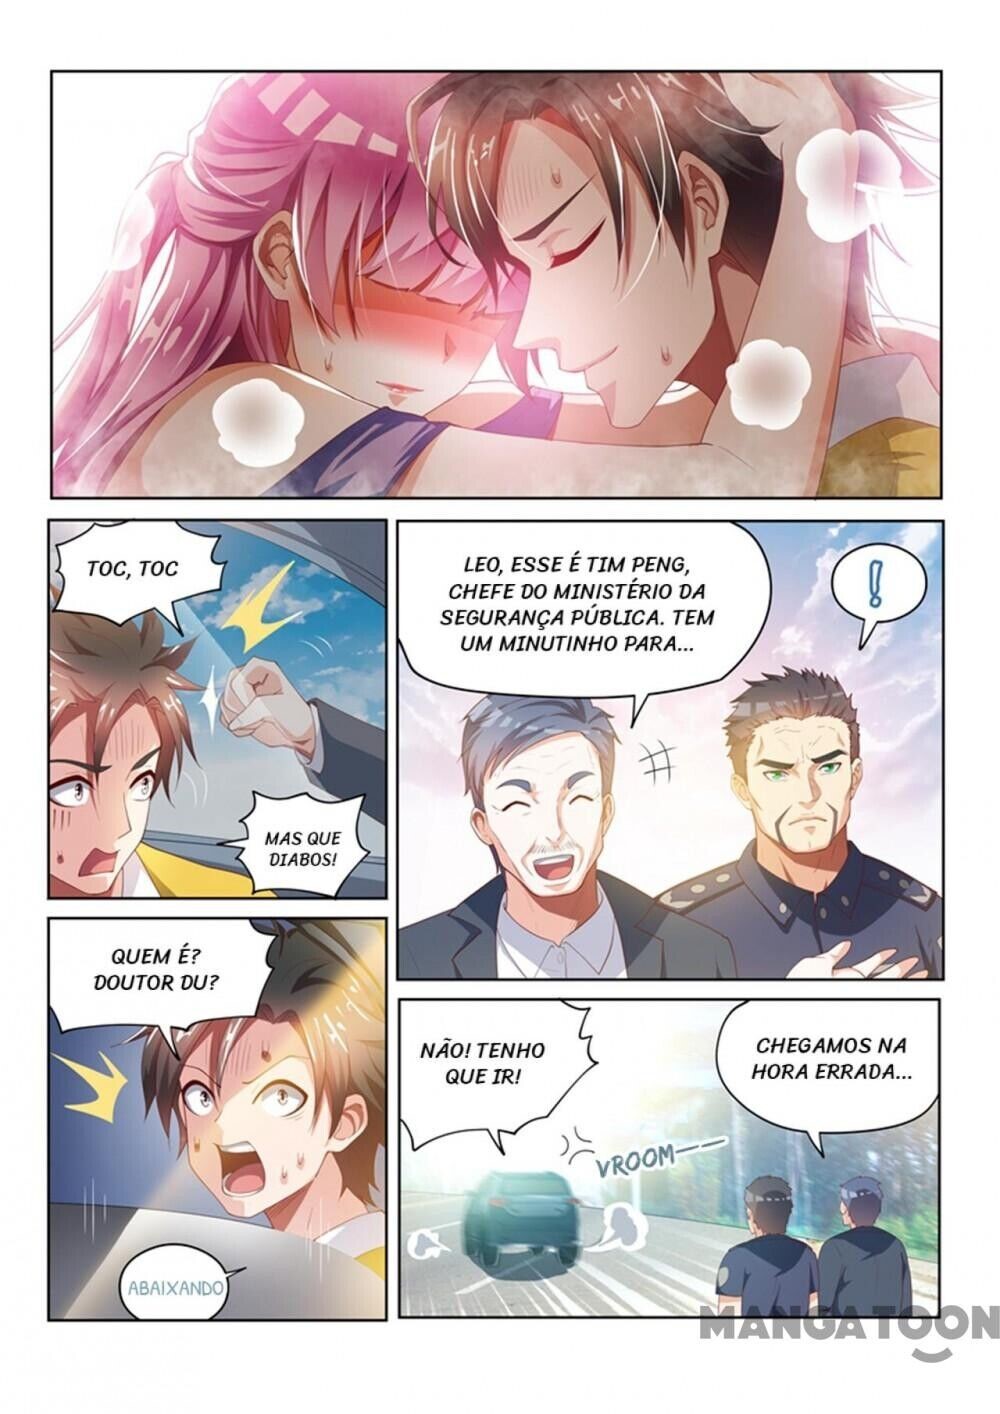 TOC, TOC
MAS QUE
DIABOS!
LEO, ESSE É TIM PENG,
CHEFE DO MINISTÉRIO DA
SEGURANÇA PÚBLICA. TEM
UM MINUTINHO PARA...
!
QUEM É?
DOUTOR DU?
ABAIXANDO
NÃO! TENHO
QUE IR!
CHEGAMOS NA
HORA ERRADA...
VROOM——
MANGATOON